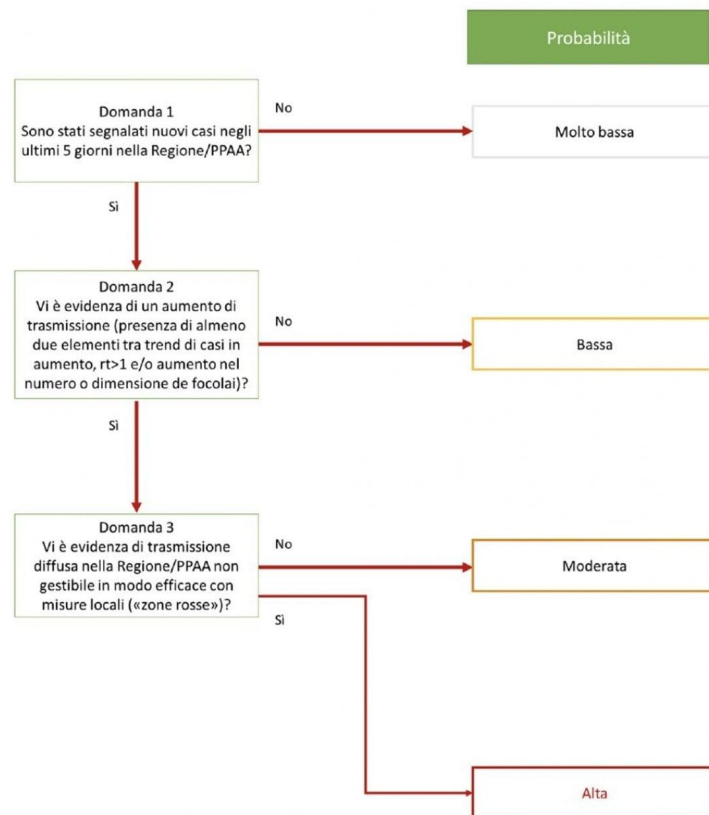 Probabilità
Domanda 1
Sono stati segnalati nuovi casi negli
ultimi 5 giorni nella Regione/PPAA?
No
Molto bassa
Sì
Domanda 2
Vi è evidenza di un aumento di
trasmissione (presenza di almeno
due elementi tra trend di casi in
aumento, rt>1 e/o aumento nel
numero o dimensione de focolai)?
No
Bassa
Sì
Domanda 3
Vi è evidenza di trasmissione
diffusa nella Regione/PPAA non
gestibile in modo efficace con
misure locali («zone rosse»)?
No
Moderata
Sì
Alta